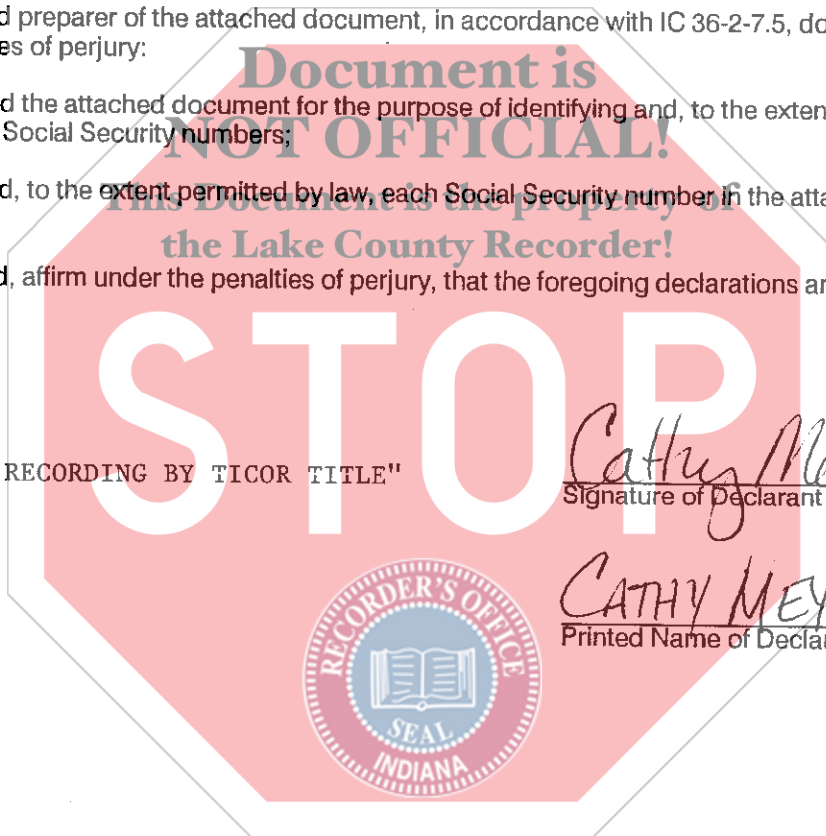 d preparer of the attached document, in accordance with IC 36-2-7.5, do
es of perjury:
Document is
d the attached document for the purpose of identifying and, to the exten
Social Security numbers;
NOT OFFICIAL!
d, to the extent permitted by law, each Social Security number in the atta
This Document is the property of
the Lake County Recorder!
d, affirm under the penalties of perjury, that the foregoing declarations ar
STOP
Cathy Me
RECORDING BY TICOR TITLE"
Signature of Declarant
CATHY MEY
Printed Name of Declar
RECORDER'S OFFICE
SEAL
INDIANA